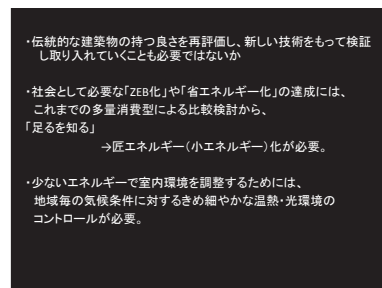 ・伝統的な建築物の持つ良さを再評価し、新しい技術をもって検証
し取り入れていくことも必要ではないか
・社会として必要な「ZEB化」や「省エネルギー化」の達成には、
これまでの多量消費型による比較検討から、
「足るを知る」
→匠エネルギー（小エネルギー）化が必要。
・少ないエネルギーで室内環境を調整するためには、
地域毎の気候条件に対するきめ細やかな温熱・光環境の
コントロールが必要。